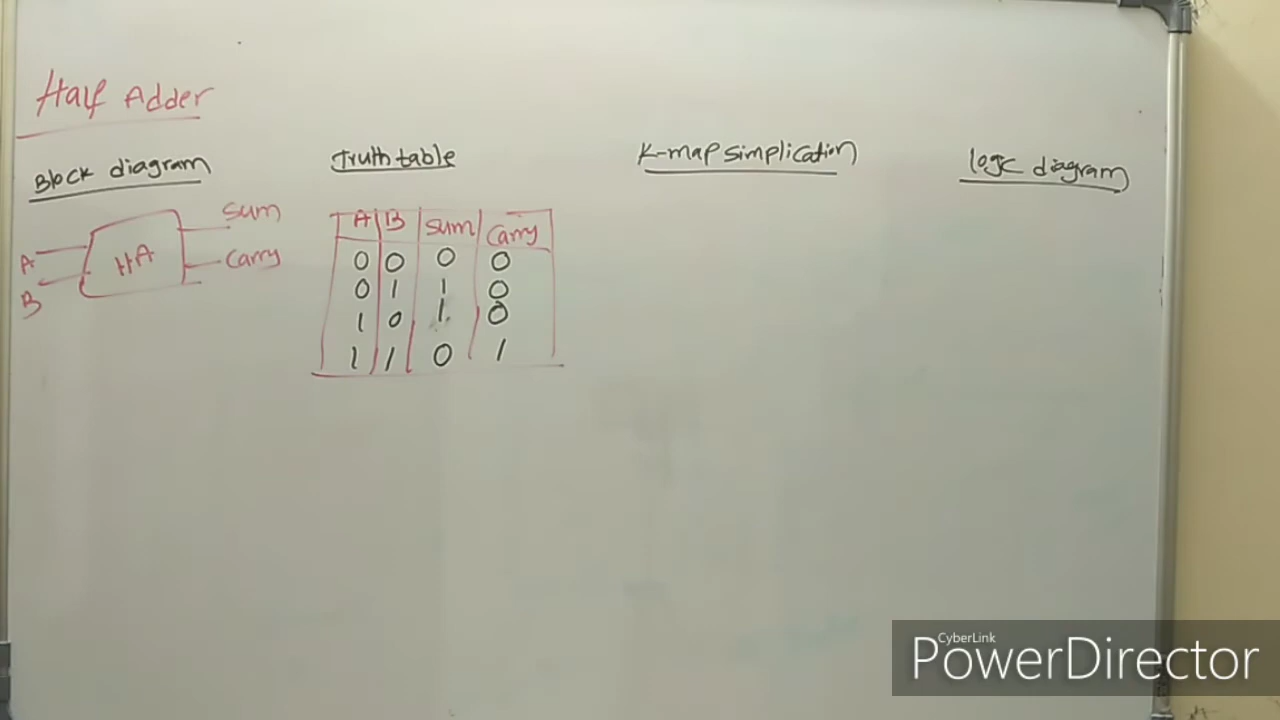 Half Adder
Block diagram
Truth table
K-map simplication
logc diagram
Sum
A
HA
Carry
B
A B Sum Carry
0 0 0 0
0 1 1 0
1 0 1 0
1 1 0 1
CyberLink
PowerDirector